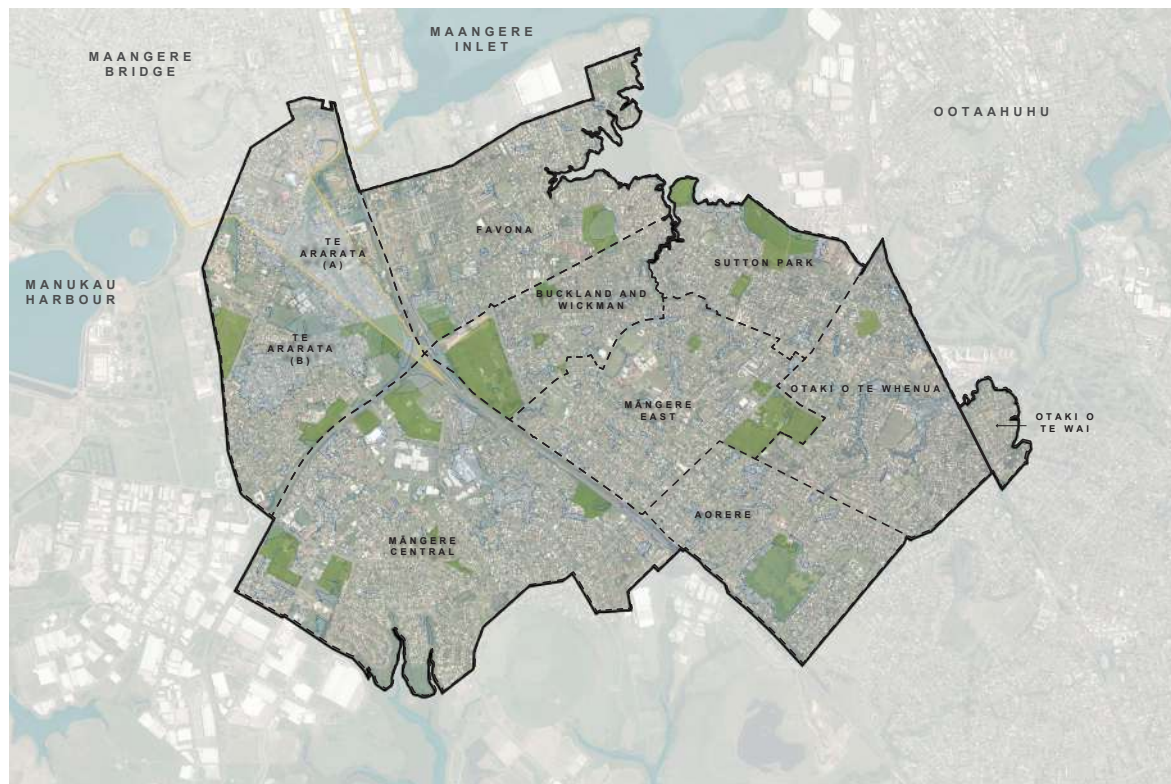 MAANGERE
BRIDGE
MAANGERE
INLET
OOTAAHUHU
FAVONA
TE
ARARATA
(A)
SUTTON PARK
MANUKAU
HARBOUR
BUCKLAND AND
WICKMAN
TE
ARARATA
(B)
OTAKI O TE WHENUA
MĀNGERE
EAST
OTAKI O
TE WAI
AORERE
MĀNGERE
CENTRAL